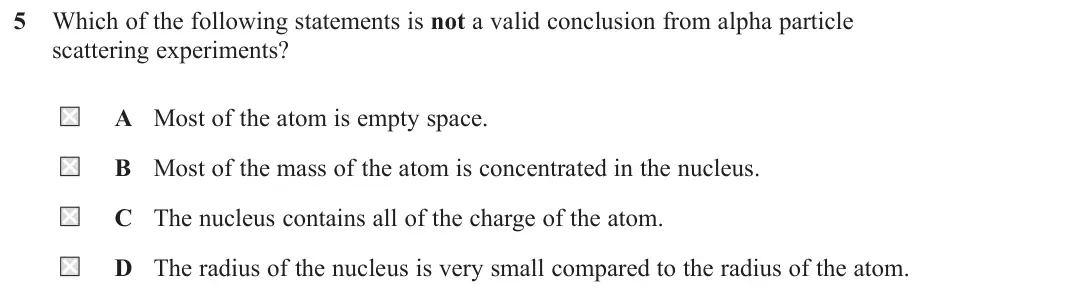 5 Which of the following statements is not a valid conclusion from alpha particle
scattering experiments?
A Most of the atom is empty space.
B Most of the mass of the atom is concentrated in the nucleus.
C The nucleus contains all of the charge of the atom.
D The radius of the nucleus is very small compared to the radius of the atom.